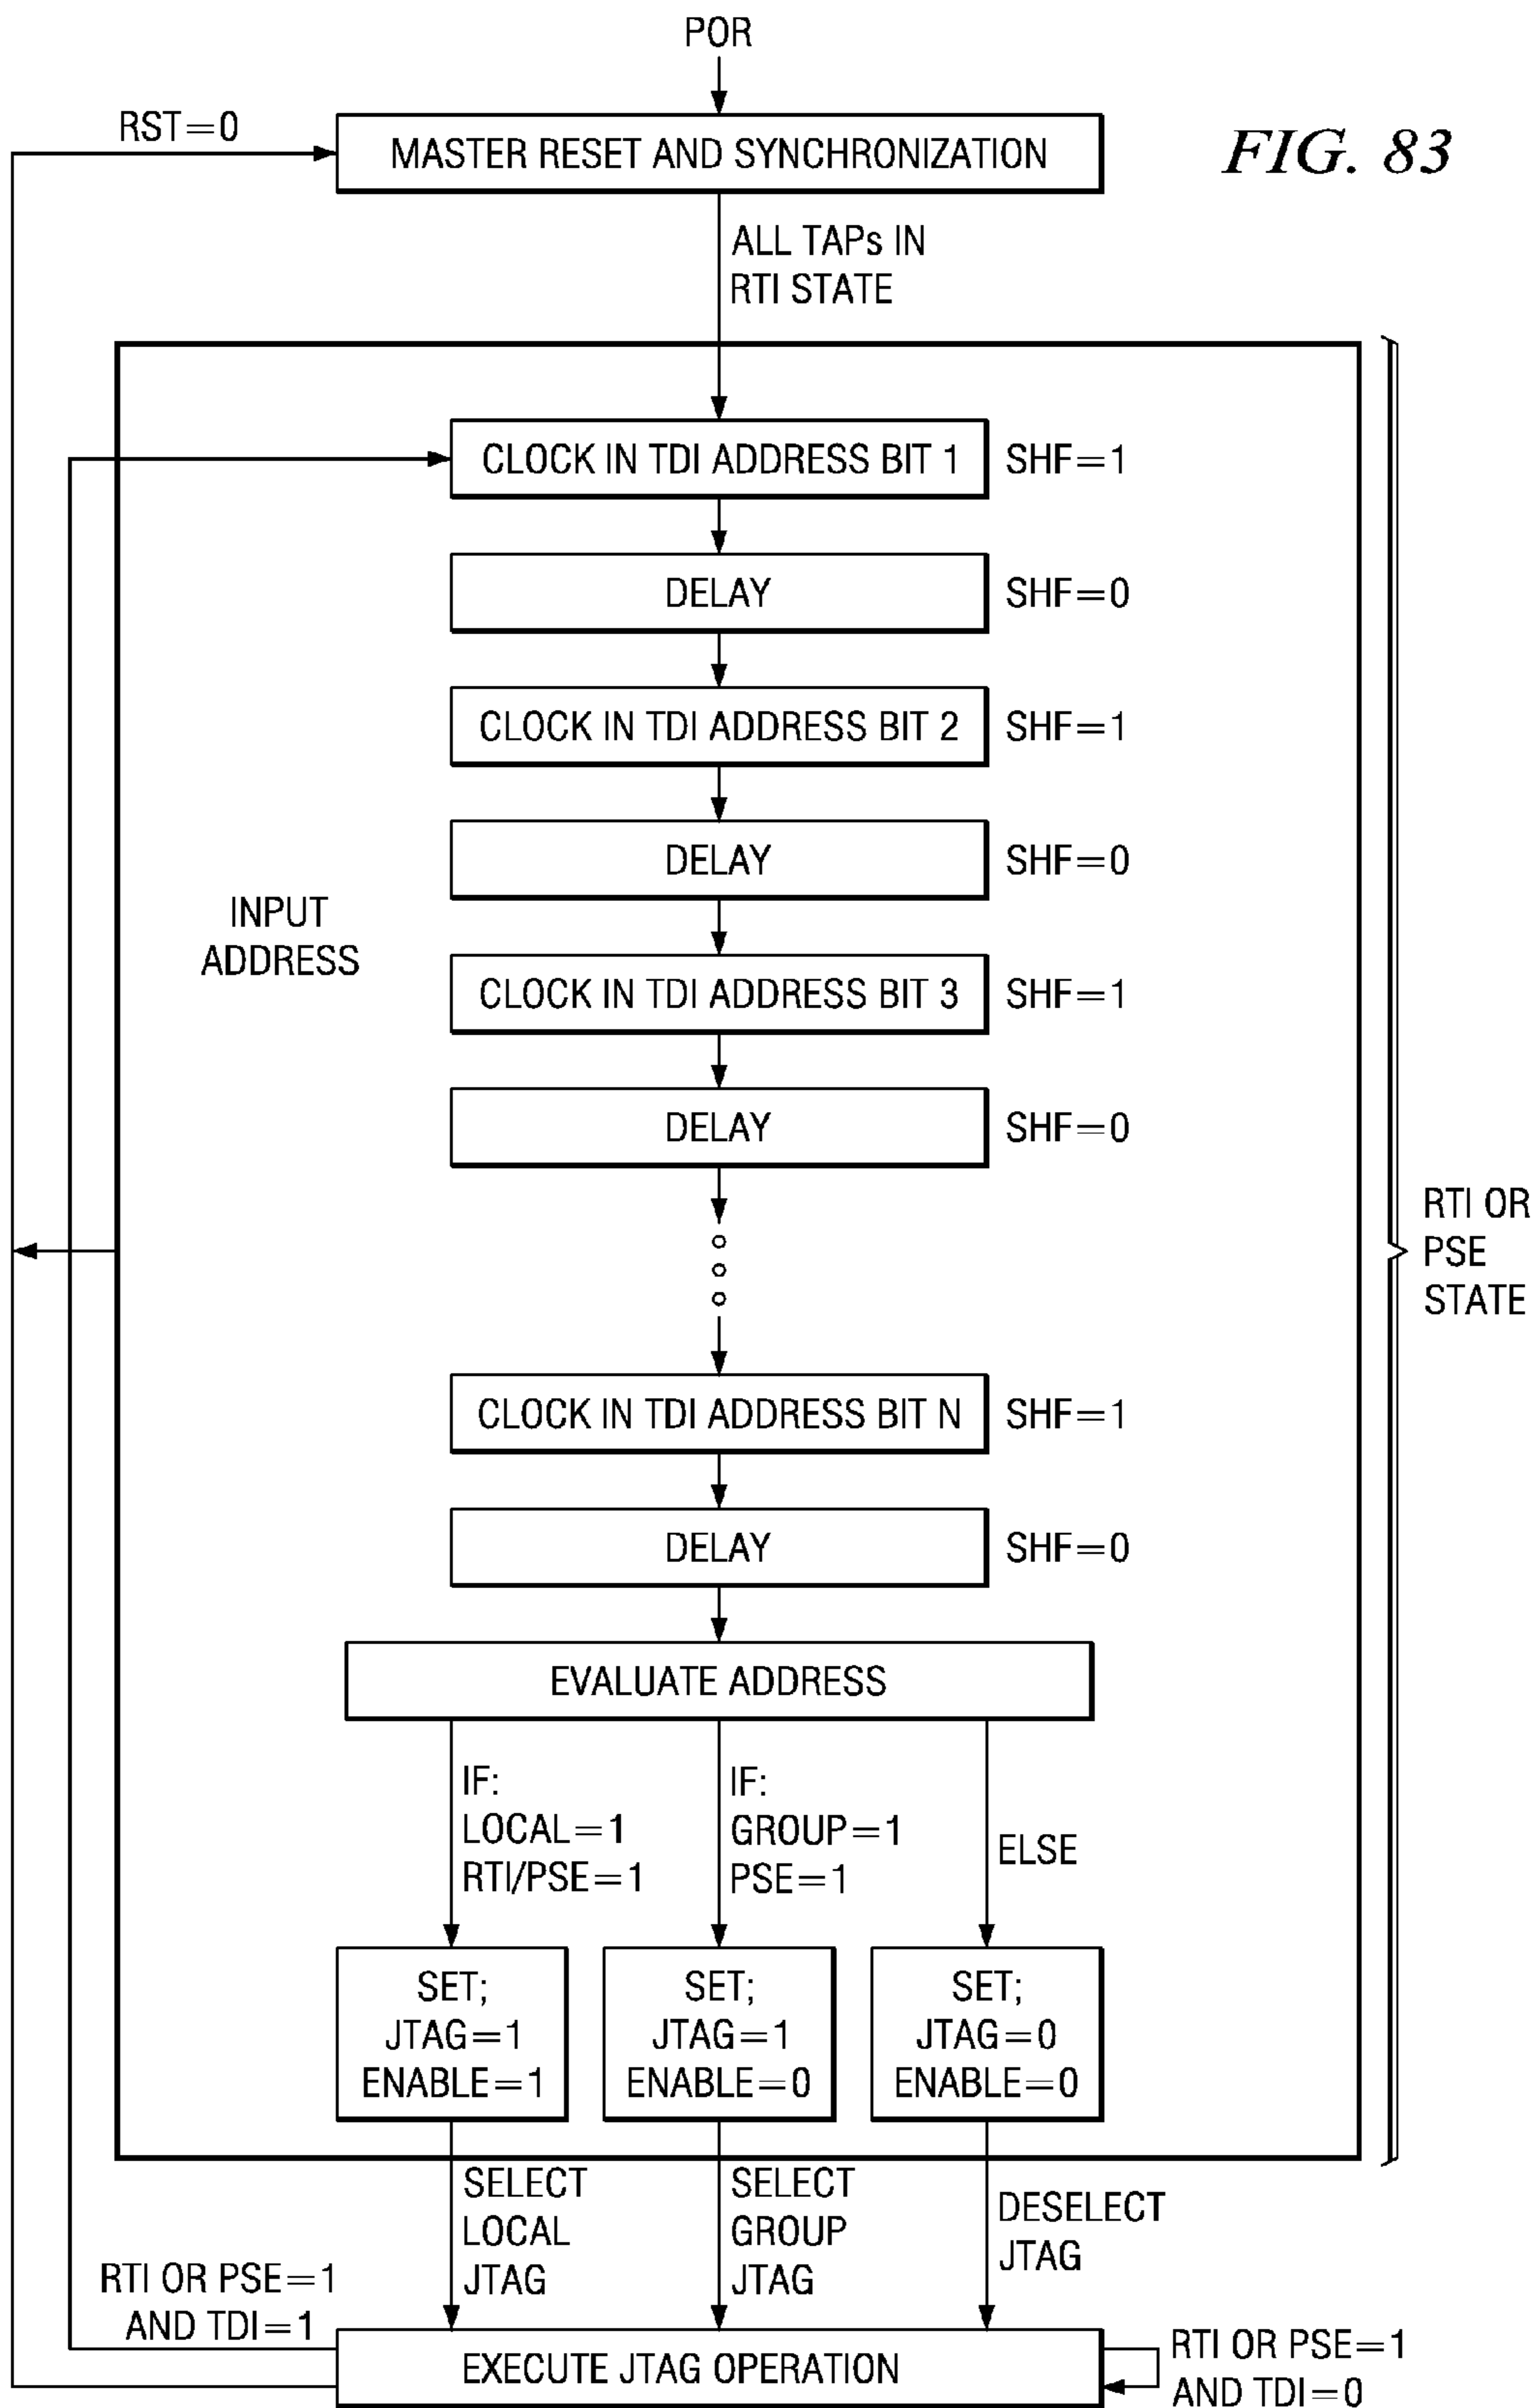 POR
RST=0
MASTER RESET AND SYNCHRONIZATION
FIG. 83
ALL TAPs IN
RTI STATE
CLOCK IN TDI ADDRESS BIT 1
SHF=1
DELAY
SHF=0
CLOCK IN TDI ADDRESS BIT 2
SHF=1
DELAY
SHF=0
INPUT
ADDRESS
CLOCK IN TDI ADDRESS BIT 3
SHF=1
DELAY
SHF=0
RTI OR
PSE
STATE
CLOCK IN TDI ADDRESS BIT N
SHF=1
DELAY
SHF=0
EVALUATE ADDRESS
IF:
LOCAL=1
RTI/PSE=1
IF:
GROUP=1
PSE=1
ELSE
SET;
JTAG=1
ENABLE=1
SET;
JTAG=1
ENABLE=0
SET;
JTAG=0
ENABLE=0
SELECT
LOCAL
JTAG
SELECT
GROUP
JTAG
DESELECT
JTAG
RTI OR PSE=1
AND TDI=1
EXECUTE JTAG OPERATION
RTI OR PSE=1
AND TDI=0